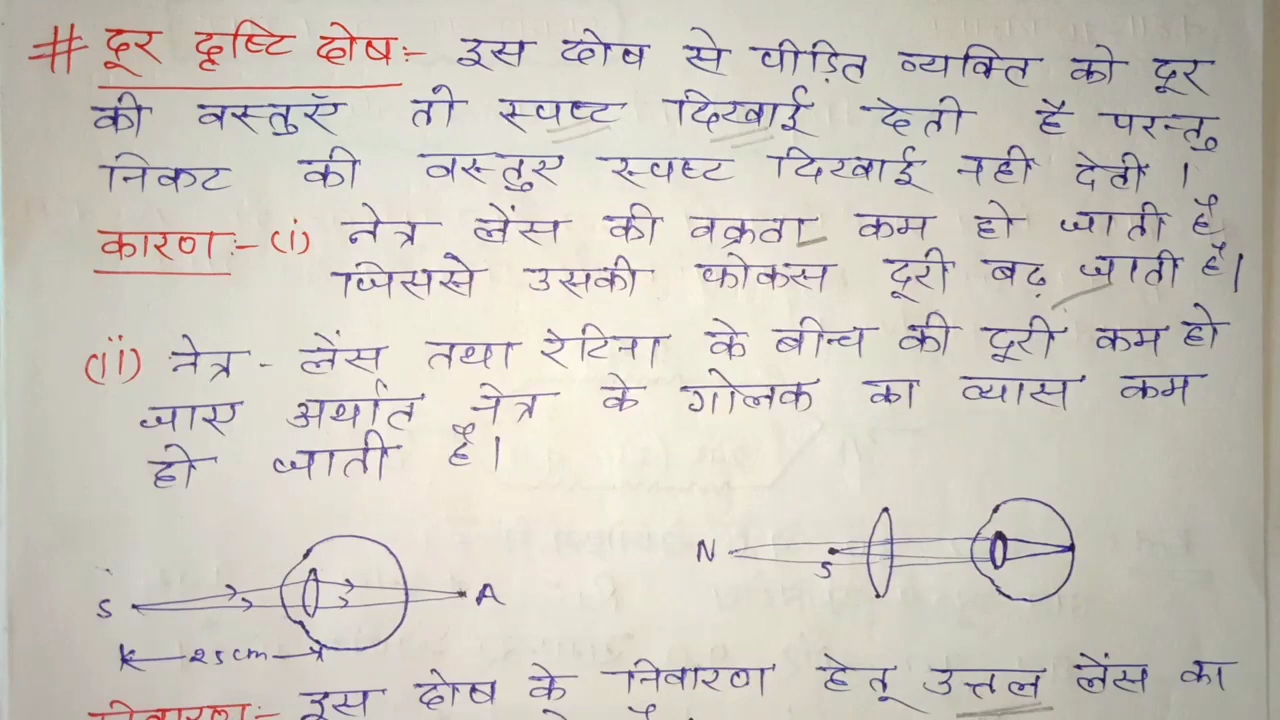 # दूर दृष्टि दोष:- इस दोष से पीड़ित व्यक्ति को दूर
की वस्तुएँ तो स्पष्ट दिखाई देती है परन्तु
निकट की वस्तुए स्पष्ट दिखाई नही देती ।
कारण:- (i) नेत्र लेंस की वक्रता कम हो जाती है
जिससे उसकी फोकस दूरी बढ़ जाती है।
(ii) नेत्र - लेंस तथा रेटिना के बीच की दूरी कम हो
जाए अर्थात नेत्र के गोलक का व्यास कम
हो जाती है।
N S
S A
25cm
निवारण:- इस दोष के निवारण हेतू उत्तल लेंस का